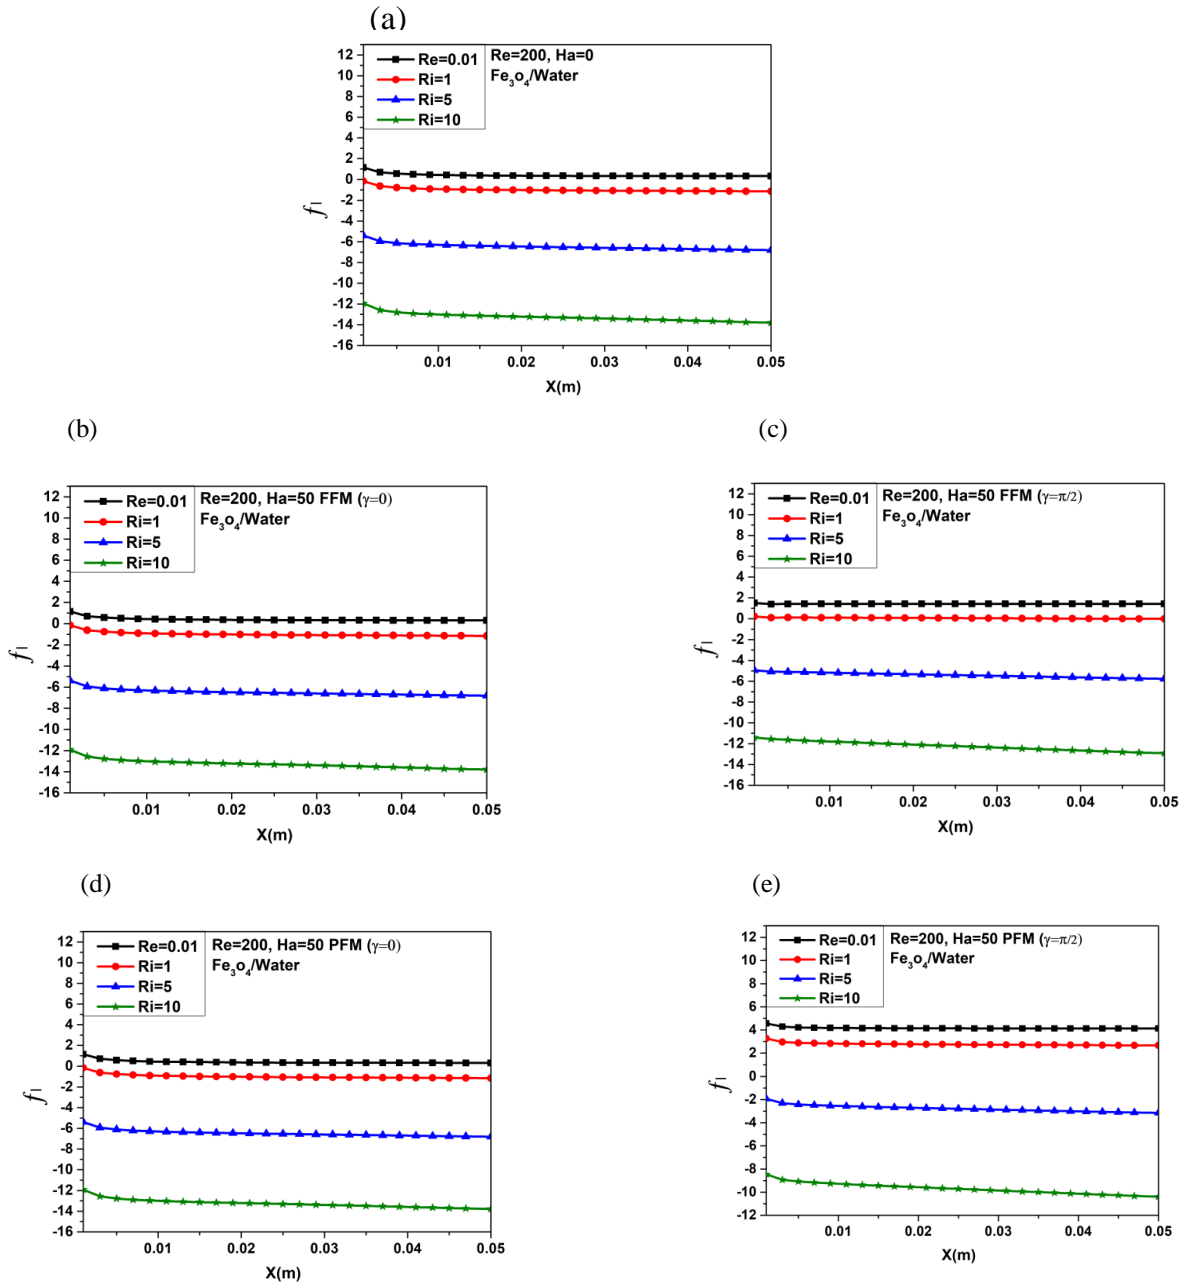 (a)
Re=0.01
Ri=1
Ri=5
Ri=10
Re=200, Ha=0
Fe₃o₄/Water
12
10
8
6
4
2
0
-2
-4
-6
-8
-10
-12
-14
-16
fl
0.01 0.02 0.03 0.04 0.05
X(m)
(b)
Re=0.01
Ri=1
Ri=5
Ri=10
Re=200, Ha=50 FFM (γ=0)
Fe₃o₄/Water
12
10
8
6
4
2
0
-2
-4
-6
-8
-10
-12
-14
-16
fl
0.01 0.02 0.03 0.04 0.05
X(m)
(c)
Re=0.01
Ri=1
Ri=5
Ri=10
Re=200, Ha=50 FFM (γ=π/2)
Fe₃o₄/Water
12
10
8
6
4
2
0
-2
-4
-6
-8
-10
-12
-14
-16
fl
0.01 0.02 0.03 0.04 0.05
X(m)
(d)
Re=0.01
Ri=1
Ri=5
Ri=10
Re=200, Ha=50 PFM (γ=0)
Fe₃o₄/Water
12
10
8
6
4
2
0
-2
-4
-6
-8
-10
-12
-14
-16
fl
0.01 0.02 0.03 0.04 0.05
X(m)
(e)
Re=0.01
Ri=1
Ri=5
Ri=10
Re=200, Ha=50 PFM (γ=π/2)
Fe₃o₄/Water
12
10
8
6
4
2
0
-2
-4
-6
-8
-10
-12
fl
0.01 0.02 0.03 0.04 0.05
X(m)